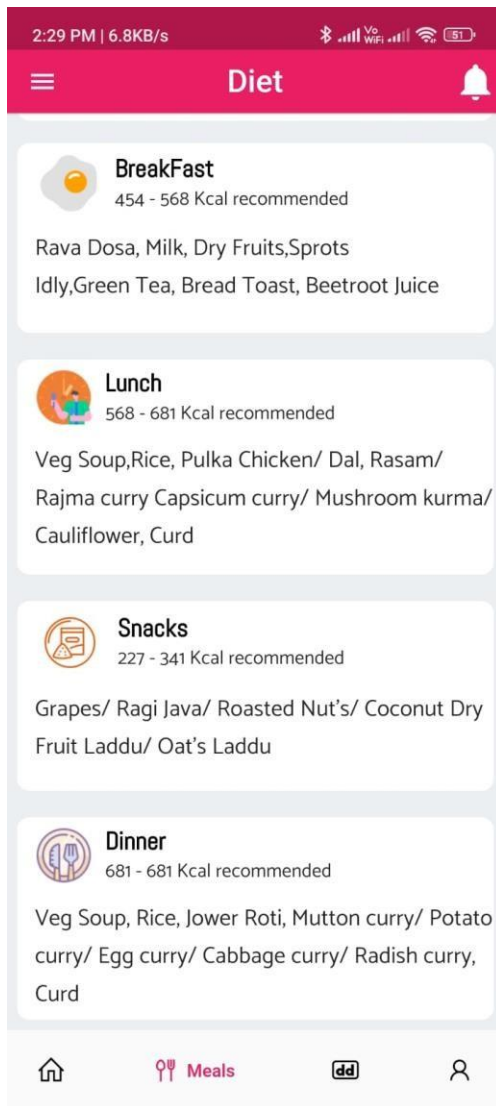 2:29 PM | 6.8KB/s Vo WiFi 51
Diet
BreakFast
454 - 568 Kcal recommended
Rava Dosa, Milk, Dry Fruits,Sprots
Idly,Green Tea, Bread Toast, Beetroot Juice
Lunch
568 - 681 Kcal recommended
Veg Soup,Rice, Pulka Chicken/ Dal, Rasam/
Rajma curry Capsicum curry/ Mushroom kurma/
Cauliflower, Curd
Snacks
227 - 341 Kcal recommended
Grapes/ Ragi Java/ Roasted Nut's/ Coconut Dry
Fruit Laddu/ Oat's Laddu
Dinner
681 - 681 Kcal recommended
Veg Soup, Rice, Jower Roti, Mutton curry/ Potato
curry/ Egg curry/ Cabbage curry/ Radish curry,
Curd
Meals dd